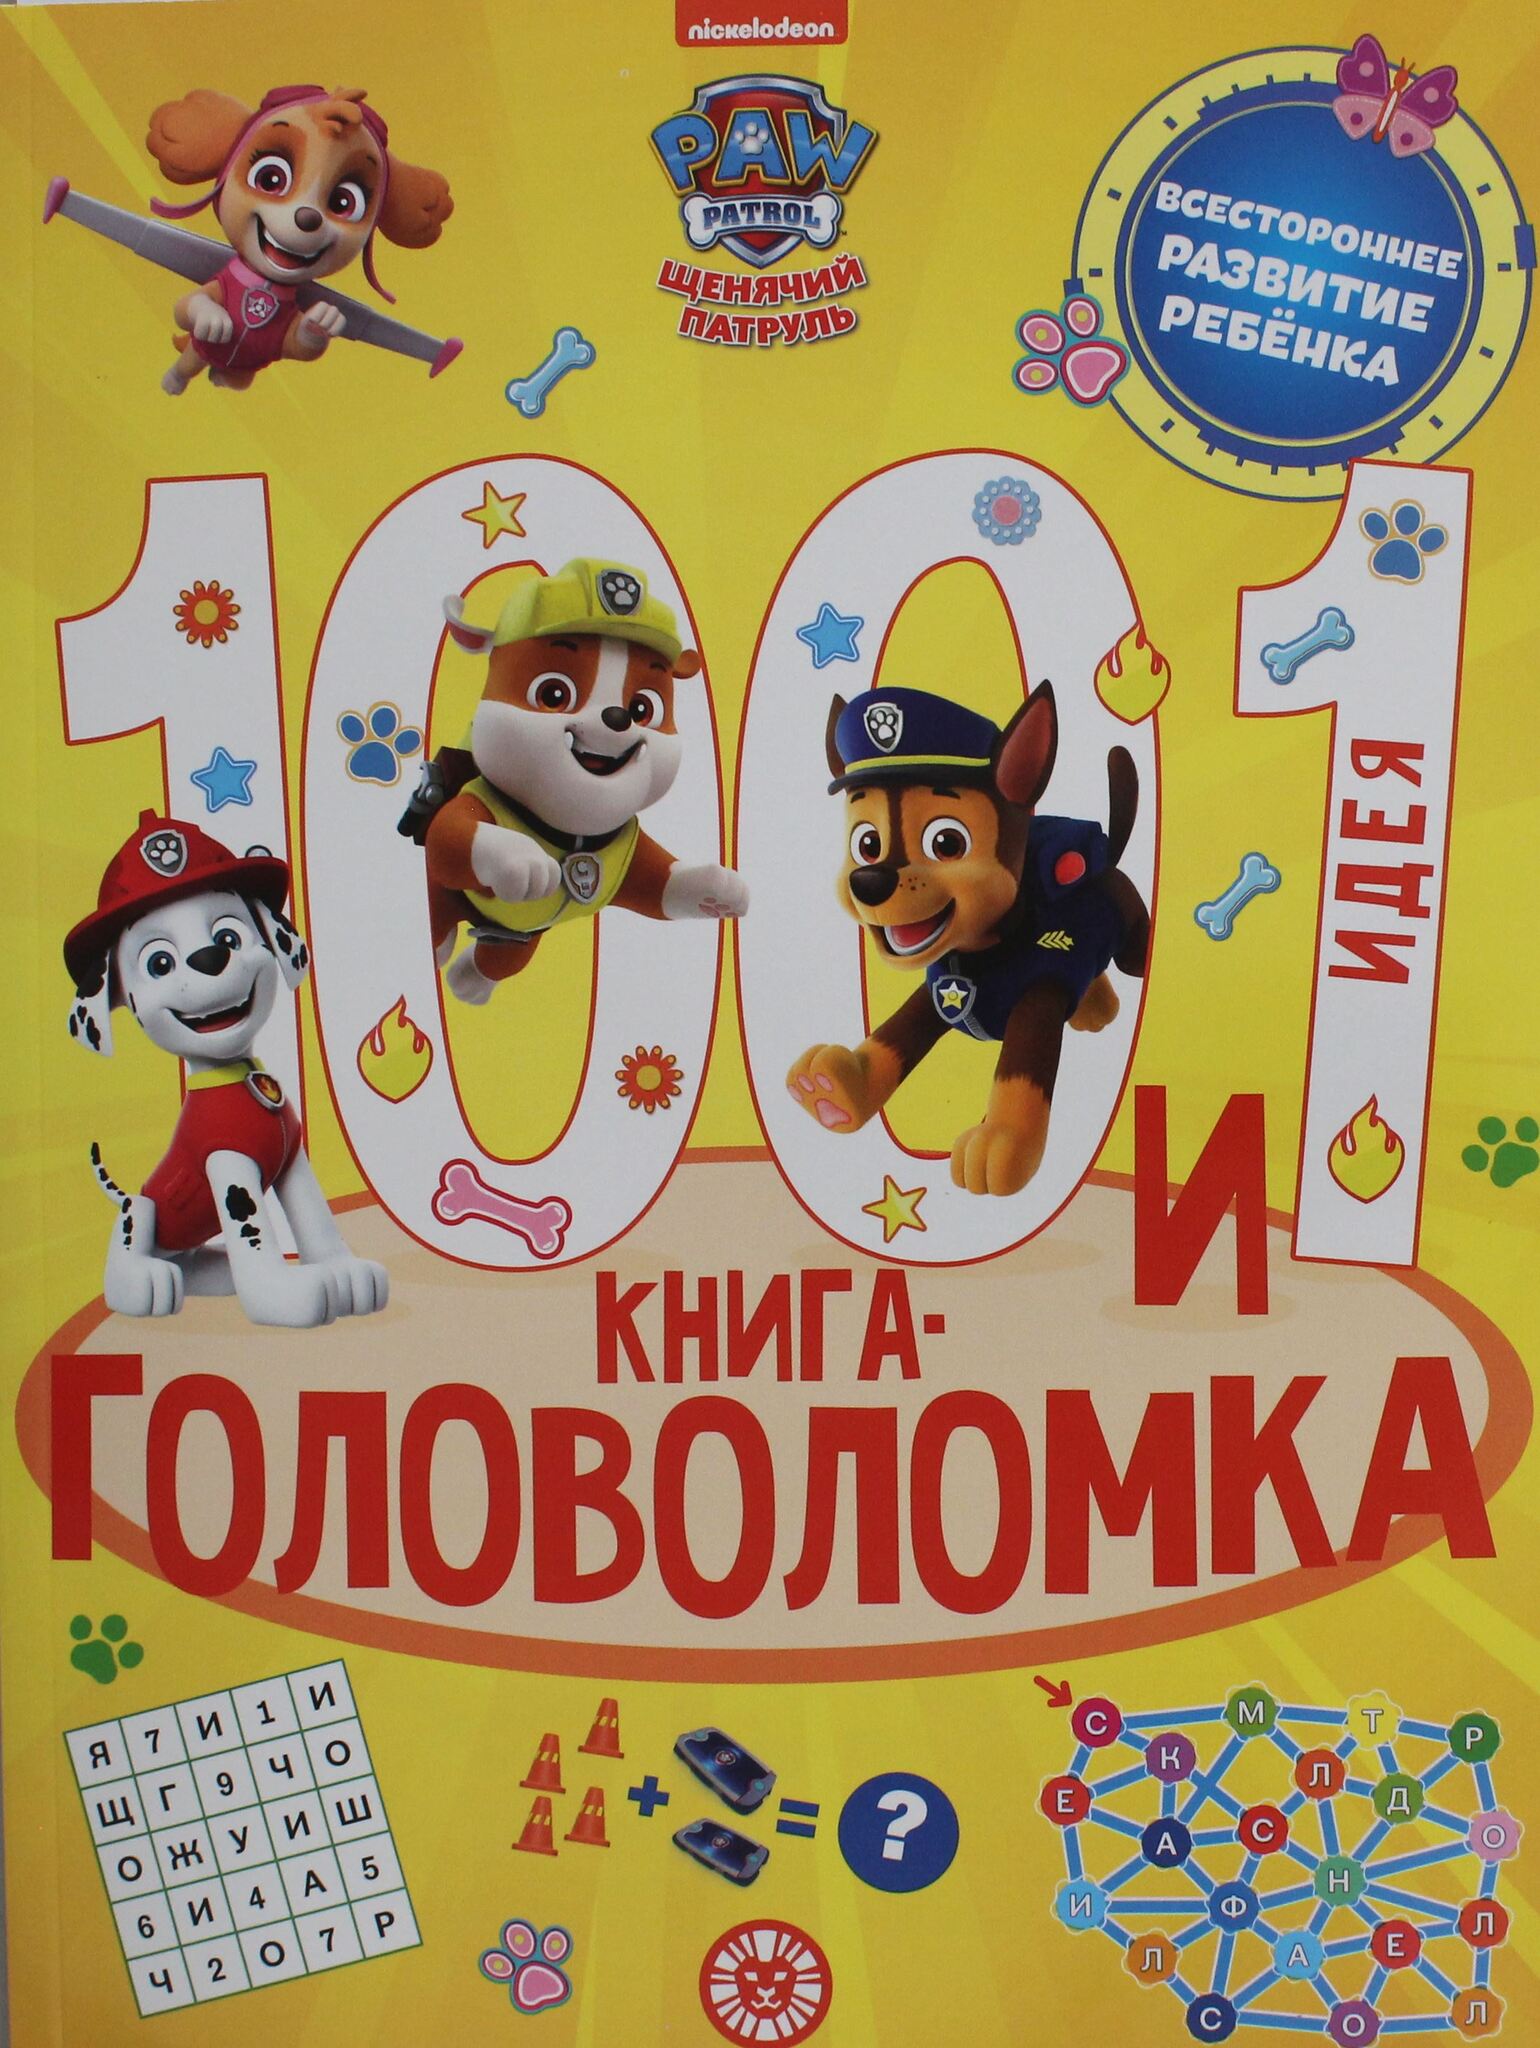 nickelodeon
PAW
PATROL
ЩЕНЯЧИЙ
ПАТРУЛЬ
ВСЕСТОРОННЕЕ
РАЗВИТИЕ
РЕБЁНКА
1001
ИДЕЯ
И
КНИГА-
ГОЛОВОЛОМКА
Я 7 И 1 И
Щ Г 9 Ч О
О Ж У И Ш
6 И 4 А 5
Ч 2 О 7 Р
+ = ?
С М Т Р
К Л
Е Д
А С О
И Ф Н Л
Л А Е
С О Л